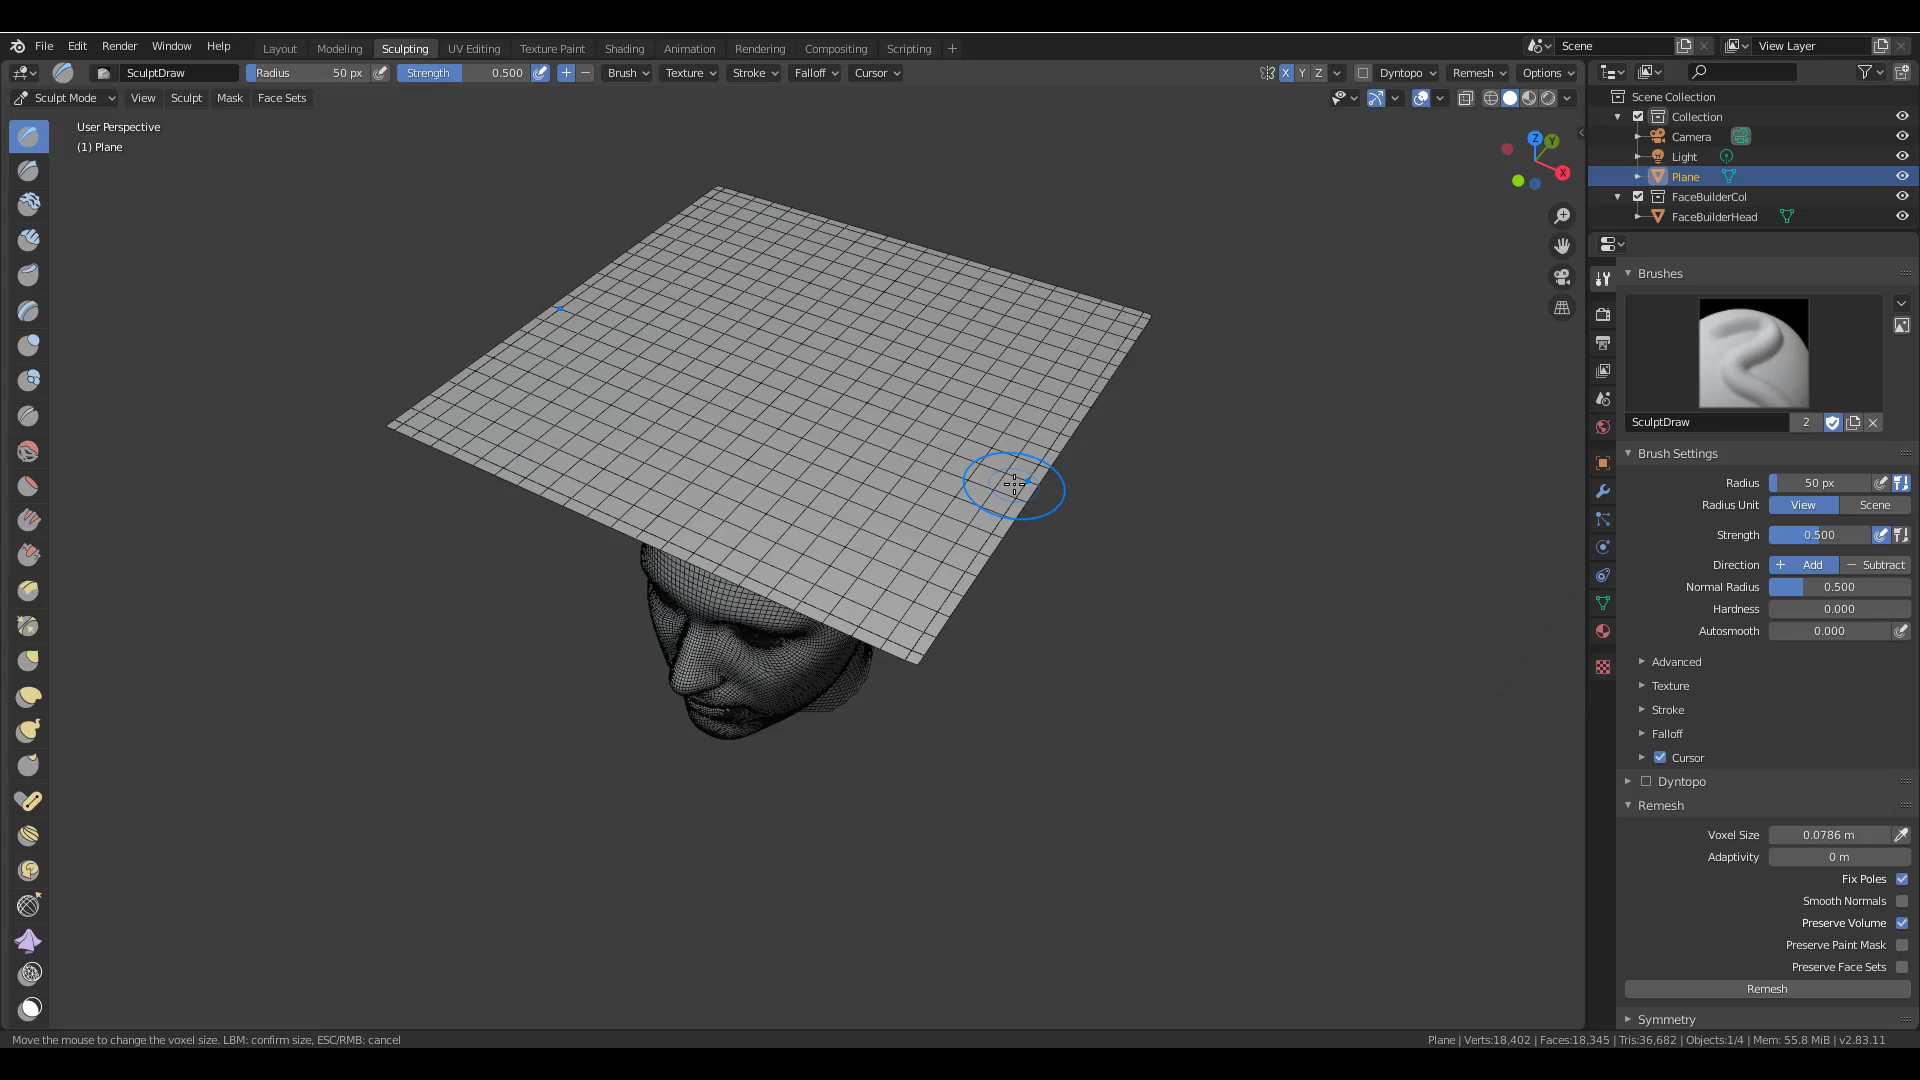 File Edit Render Window Help
Layout Modeling Sculpting UV Editing Texture Paint Shading Animation Rendering Compositing Scripting +
Scene
View Layer
SculptDraw Radius 50 px Strength 0.500 Brush Texture Stroke Falloff Cursor
X Y Z Dyntopo Remesh Options
Sculpt Mode View Sculpt Mask Face Sets
User Perspective
(1) Plane
Z Y X
Scene Collection
Collection
Camera
Light
Plane
FaceBuilderCol
FaceBuilderHead
Brushes
SculptDraw 2
Brush Settings
Radius 50 px
Radius Unit View Scene
Strength 0.500
Direction + Add − Subtract
Normal Radius 0.500
Hardness 0.000
Autosmooth 0.000
Advanced
Texture
Stroke
Falloff
Cursor
Dyntopo
Remesh
Voxel Size 0.0786 m
Adaptivity 0 m
Fix Poles
Smooth Normals
Preserve Volume
Preserve Paint Mask
Preserve Face Sets
Remesh
Symmetry
Move the mouse to change the voxel size. LBM: confirm size, ESC/RMB: cancel
Plane | Verts:18,402 | Faces:18,345 | Tris:36,682 | Objects:1/4 | Mem: 55.8 MiB | v2.83.11